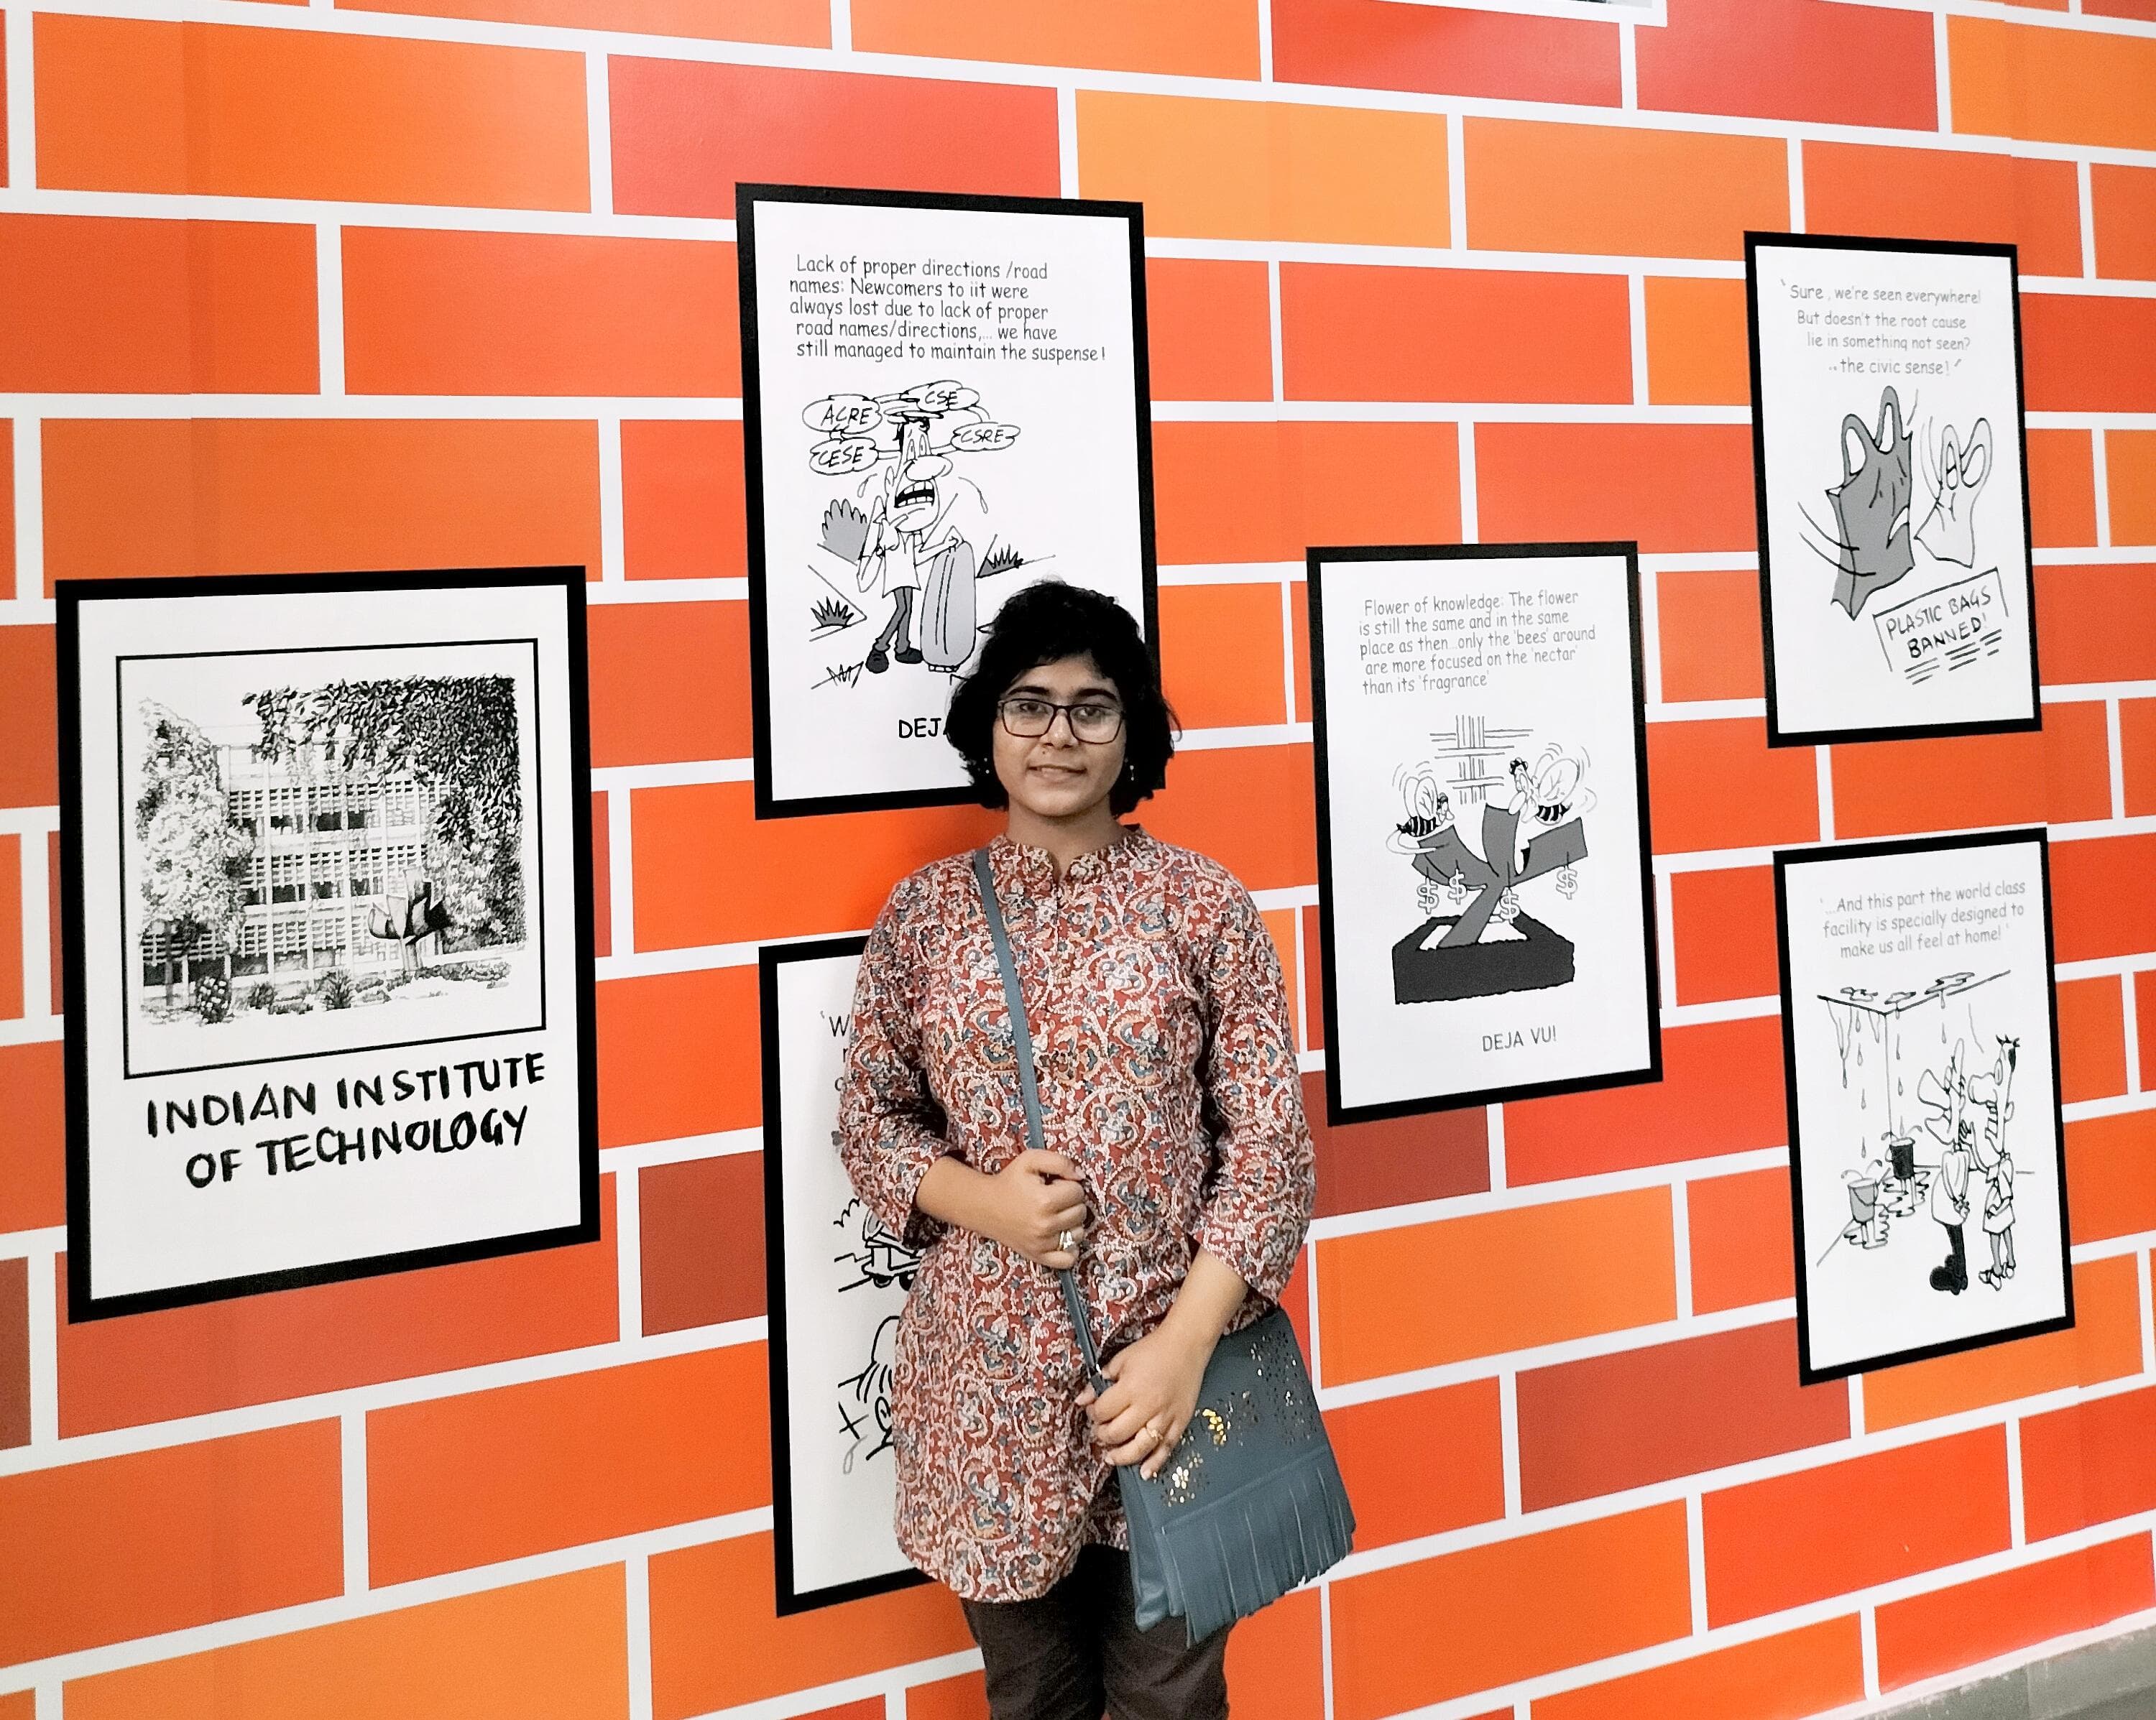 INDIAN INSTITUTE
OF TECHNOLOGY
Lack of proper directions /road
names: Newcomers to iit were
always lost due to lack of proper
road names/directions,... we have
still managed to maintain the suspense!
ACRE
CSE
CESE
CSRE
DEJA
'W
Flower of knowledge: The flower
is still the same and in the same
place as then...only the 'bees' around
are more focused on the 'nectar'
than its 'fragrance'
$ $ $ $
DEJA VU!
'Sure, we're seen everywhere!
But doesn't the root cause
lie in something not seen?
...the civic sense!'
PLASTIC BAGS
BANNED!
'...And this part the world class
facility is specially designed to
make us all feel at home!'